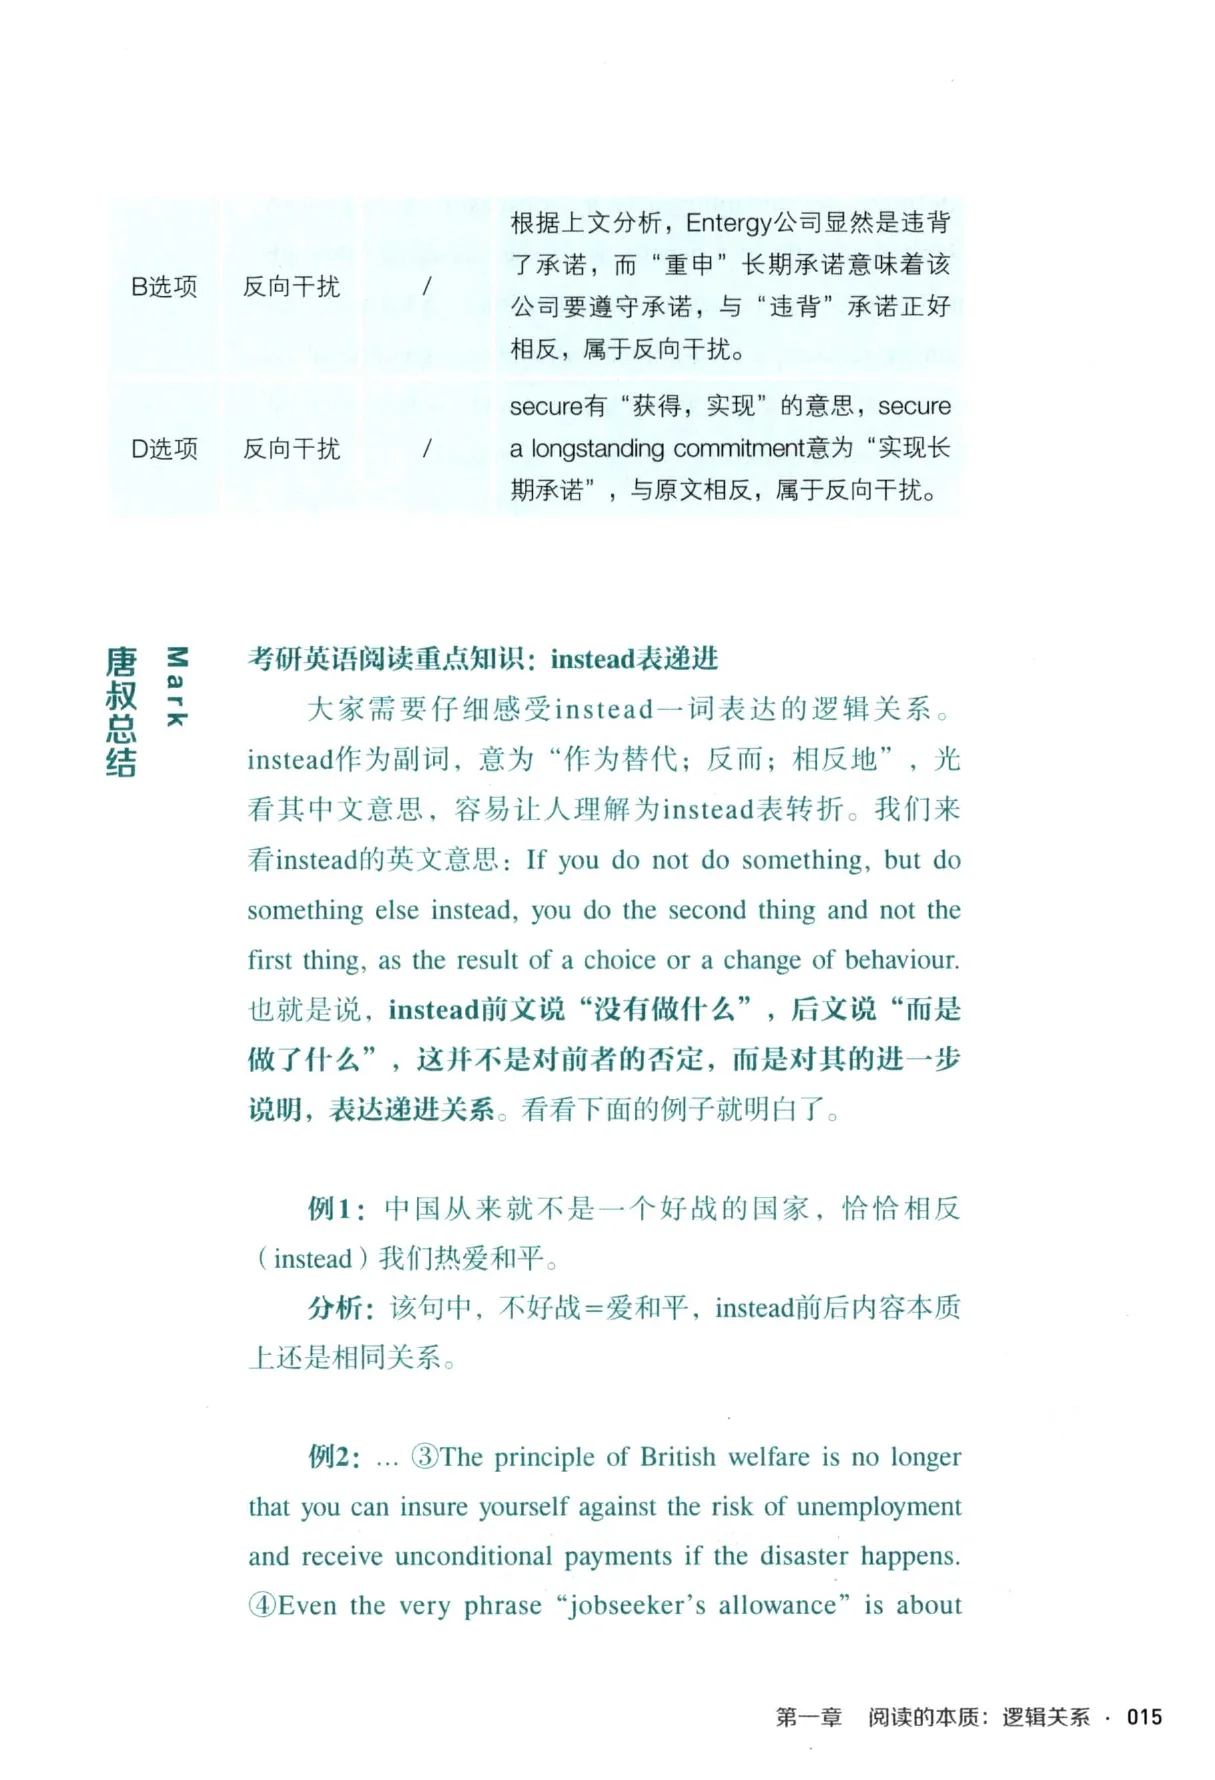 B选项 反向干扰 / 根据上文分析，Entergy公司显然是违背
了承诺，而“重申”长期承诺意味着该
公司要遵守承诺，与“违背”承诺正好
相反，属于反向干扰。
D选项 反向干扰 / secure有“获得，实现”的意思，secure
a longstanding commitment意为“实现长
期承诺”，与原文相反，属于反向干扰。
唐叔总结
Mark
考研英语阅读重点知识：instead表递进
大家需要仔细感受instead一词表达的逻辑关系。
instead作为副词，意为“作为替代；反而；相反地”，光
看其中文意思，容易让人理解为instead表转折。我们来
看instead的英文意思：If you do not do something, but do
something else instead, you do the second thing and not the
first thing, as the result of a choice or a change of behaviour.
也就是说，instead前文说“没有做什么”，后文说“而是
做了什么”，这并不是对前者的否定，而是对其的进一步
说明，表达递进关系。看看下面的例子就明白了。
例1：中国从来就不是一个好战的国家，恰恰相反
（instead）我们热爱和平。
分析：该句中，不好战=爱和平，instead前后内容本质
上还是相同关系。
例2：… ③The principle of British welfare is no longer
that you can insure yourself against the risk of unemployment
and receive unconditional payments if the disaster happens.
④Even the very phrase “jobseeker’s allowance” is about
第一章 阅读的本质：逻辑关系 · 015